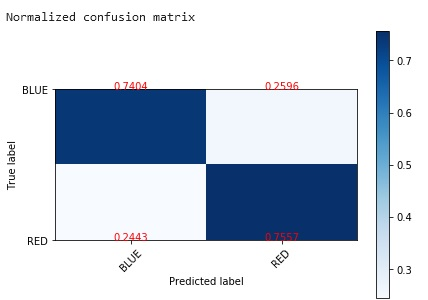 Normalized confusion matrix
BLUE 0.7404 0.2596
0.7
0.6
True label
0.5
0.4
RED 0.2443 0.7557
0.3
BLUE RED
Predicted label